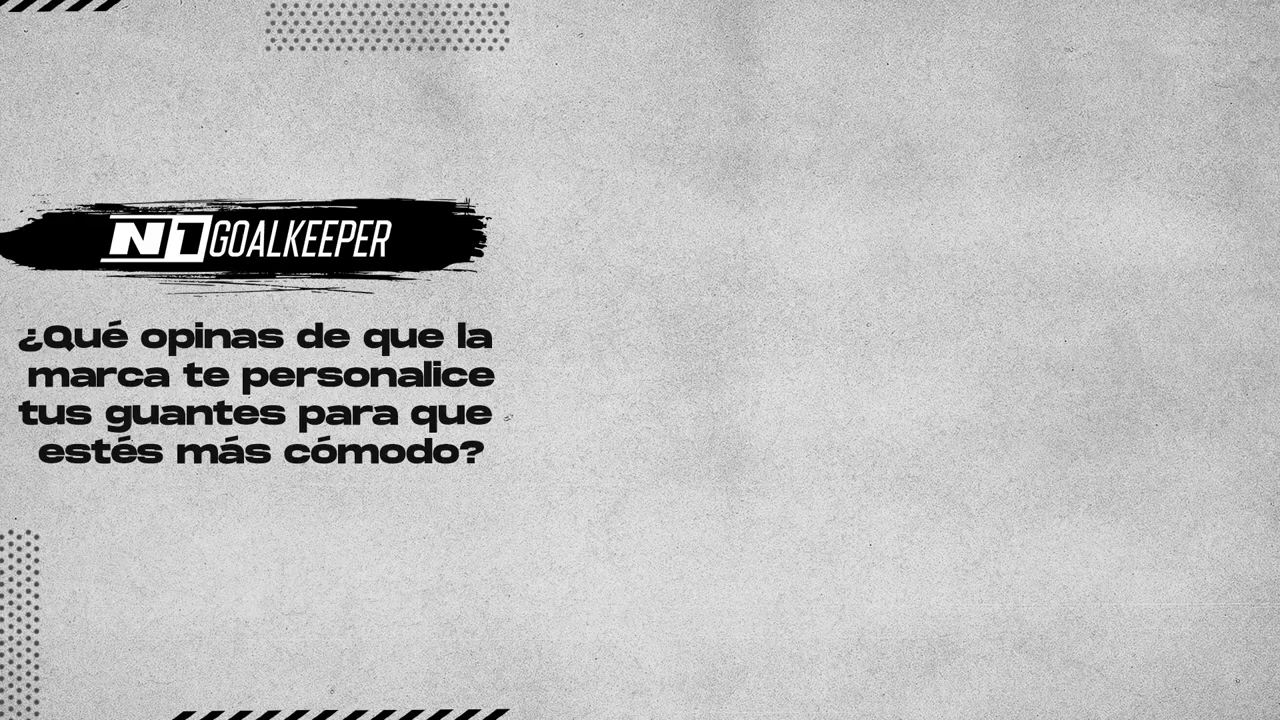 N1 GOALKEEPER
¿Qué opinas de que la
marca te personalice
tus guantes para que
estés más cómodo?